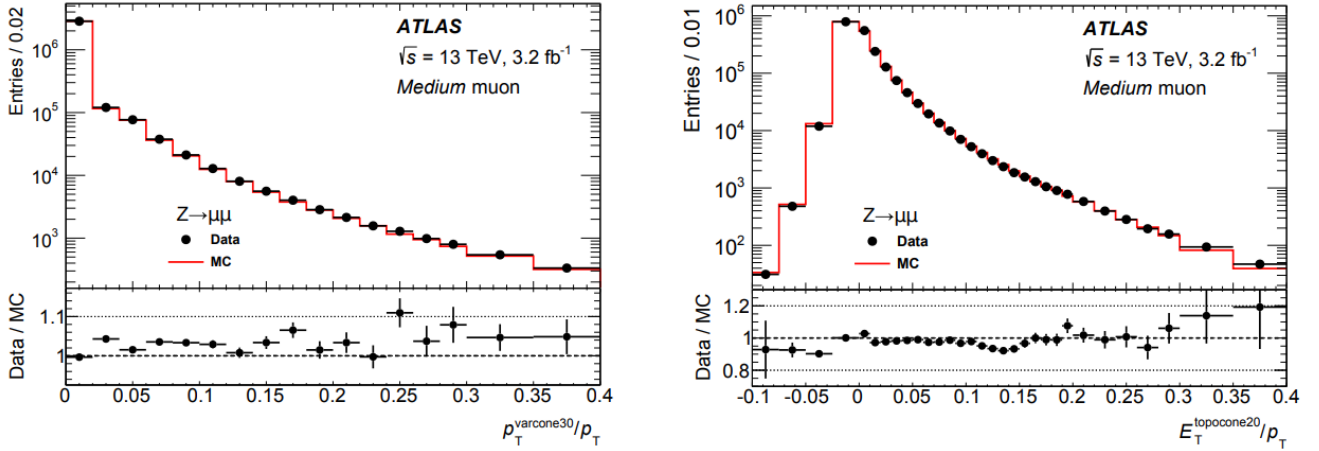 Entries / 0.02
10⁶
10⁵
10⁴
10³
ATLAS
√s = 13 TeV, 3.2 fb⁻¹
Medium muon
Z→μμ
Data
MC
Data / MC
1.1
1
0 0.05 0.1 0.15 0.2 0.25 0.3 0.35 0.4
p_T^varcone30/p_T
Entries / 0.01
10⁶
10⁵
10⁴
10³
10²
ATLAS
√s = 13 TeV, 3.2 fb⁻¹
Medium muon
Z→μμ
Data
MC
Data / MC
1.2
1
0.8
-0.1 -0.05 0 0.05 0.1 0.15 0.2 0.25 0.3 0.35 0.4
E_T^topocone20/p_T